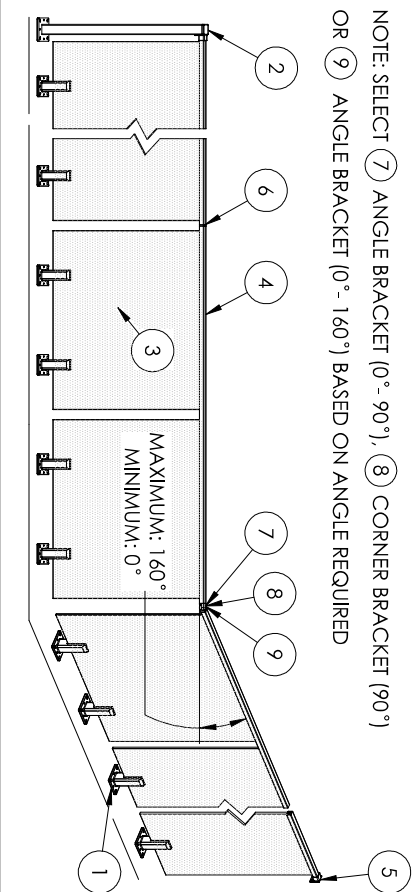 NOTE: SELECT 7 ANGLE BRACKET (0°- 90°), 8 CORNER BRACKET (90°)
OR 9 ANGLE BRACKET (0°- 160°) BASED ON ANGLE REQUIRED
2
6
4
3
7
8
9
5
1
MAXIMUM: 160°
MINIMUM: 0°